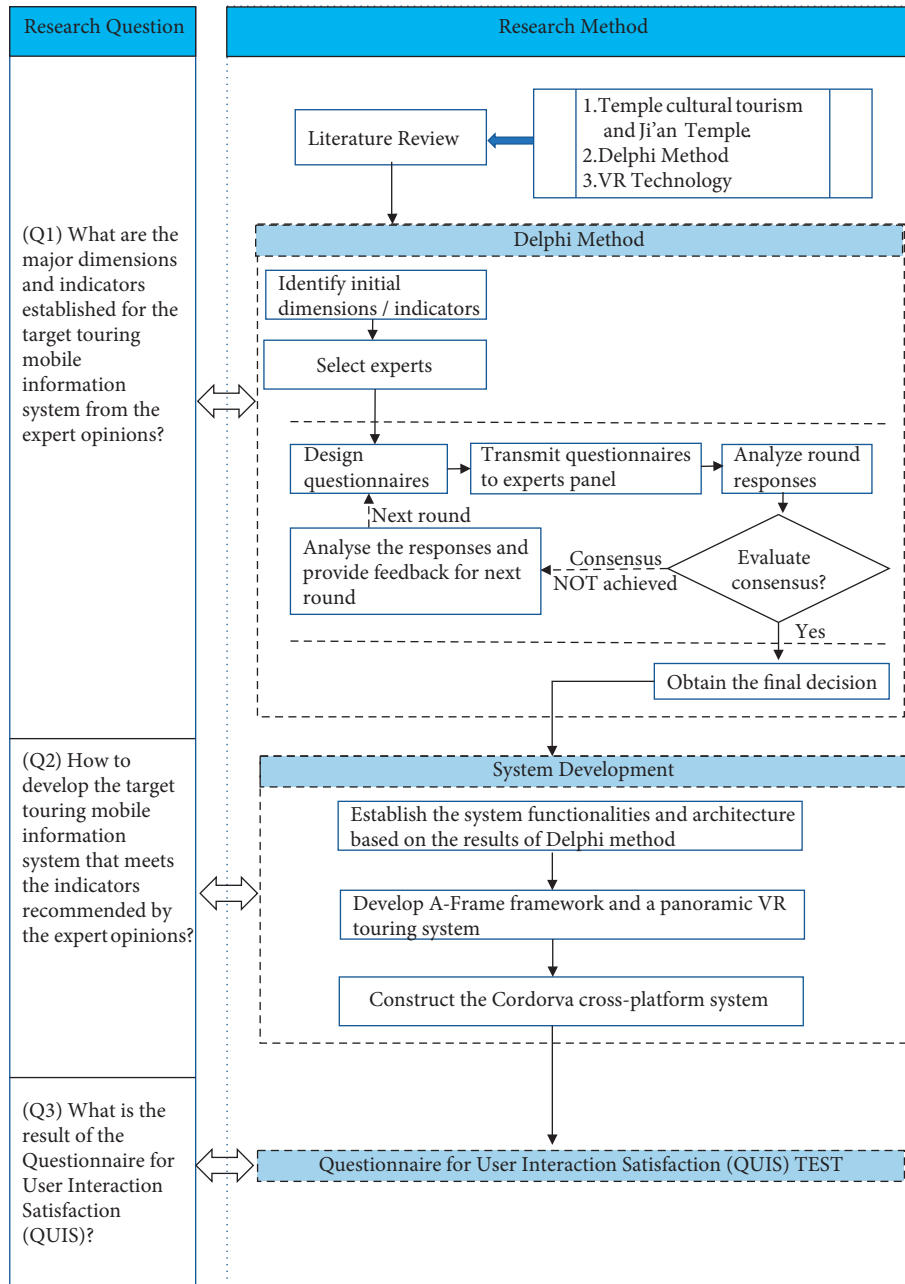 Research Question
Research Method
1.Temple cultural tourism
and Ji'an Temple.
2.Delphi Method
3.VR Technology
Literature Review
(Q1) What are the
major dimensions
and indicators
established for the
target touring
mobile
information
system from the
expert opinions?
Delphi Method
Identify initial
dimensions / indicators
Select experts
Design
questionnaires
Transmit questionnaires
to experts panel
Analyze round
responses
Next round
Analyse the responses and
provide feedback for next
round
Consensus
NOT achieved
Evaluate
consensus?
Yes
Obtain the final decision
(Q2) How to
develop the target
touring mobile
information
system that meets
the indicators
recommended by
the expert opinions?
System Development
Establish the system functionalities and architecture
based on the results of Delphi method
Develop A-Frame framework and a panoramic VR
touring system
Construct the Cordorva cross-platform system
(Q3) What is the
result of the
Questionnaire for
User Interaction
Satisfaction
(QUIS)?
Questionnaire for User Interaction Satisfaction (QUIS) TEST